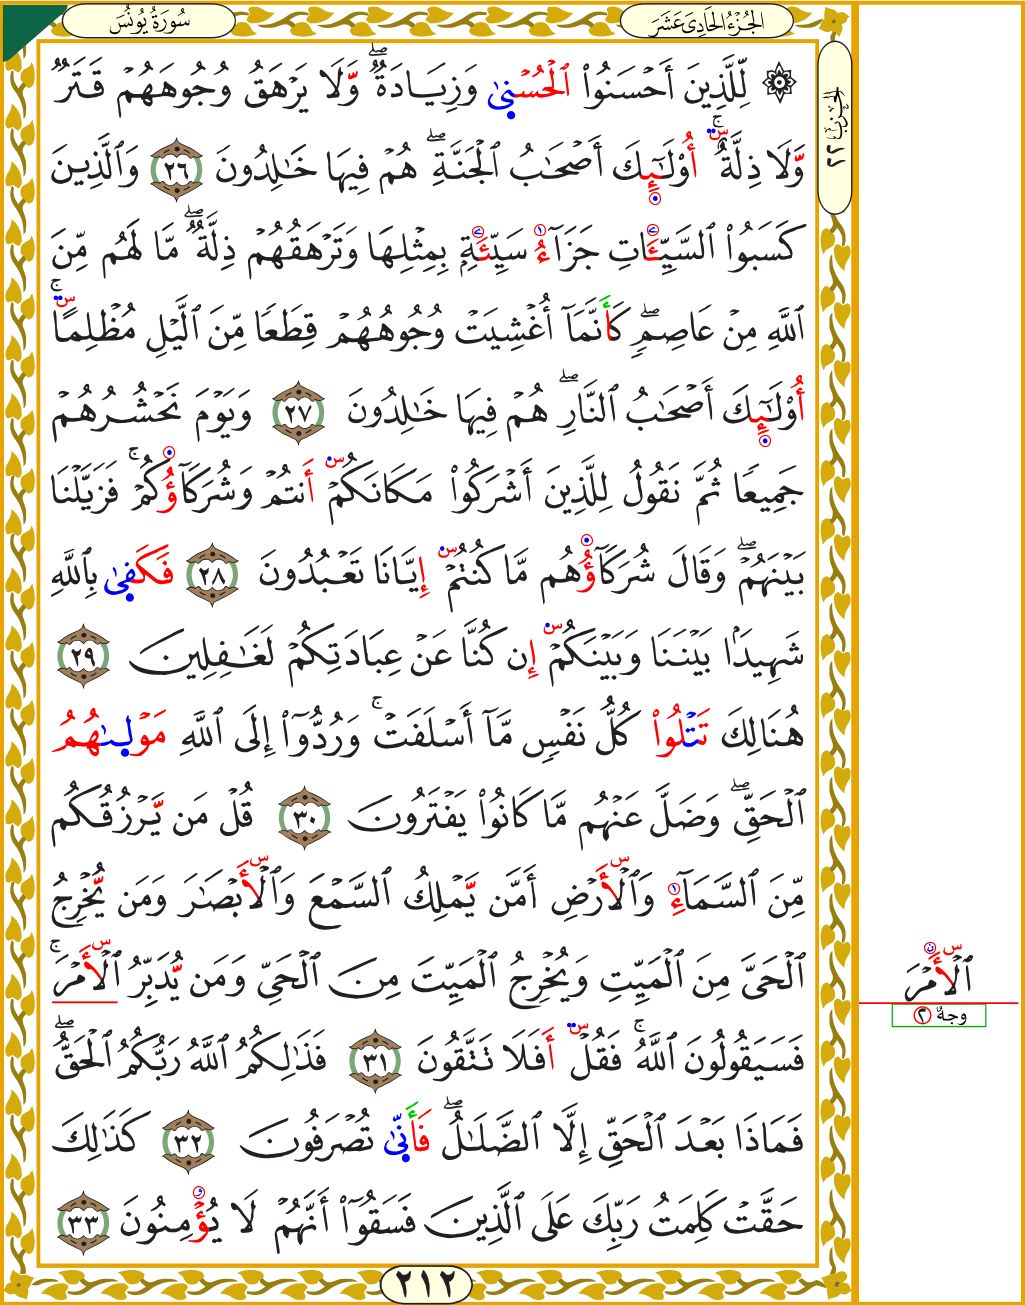 سُورَةُ يُونُسَ
الجُزْءُ الحَادِىَ عَشَرَ
الحِزْبُ ٢٢
۞ لِّلَّذِينَ أَحْسَنُوا۟ ٱلْحُسْنَىٰ وَزِيَادَةٌۖ وَلَا يَرْهَقُ وُجُوهَهُمْ قَتَرٌ
وَلَا ذِلَّةٌۚ أُو۟لَـٰٓئِكَ أَصْحَـٰبُ ٱلْجَنَّةِۖ هُمْ فِيهَا خَـٰلِدُونَ ٢٦ وَٱلَّذِينَ
كَسَبُوا۟ ٱلسَّيِّـَٔاتِ جَزَآءُ سَيِّئَةٍۭ بِمِثْلِهَا وَتَرْهَقُهُمْ ذِلَّةٌۖ مَّا لَهُم مِّنَ
ٱللَّهِ مِنْ عَاصِمٍۖ كَأَنَّمَآ أُغْشِيَتْ وُجُوهُهُمْ قِطَعًا مِّنَ ٱلَّيْلِ مُظْلِمًاۚ
أُو۟لَـٰٓئِكَ أَصْحَـٰبُ ٱلنَّارِۖ هُمْ فِيهَا خَـٰلِدُونَ ٢٧ وَيَوْمَ نَحْشُرُهُمْ
جَمِيعًا ثُمَّ نَقُولُ لِلَّذِينَ أَشْرَكُوا۟ مَكَانَكُمْ أَنتُمْ وَشُرَكَآؤُكُمْۚ فَزَيَّلْنَا
بَيْنَهُمْۖ وَقَالَ شُرَكَآؤُهُم مَّا كُنتُمْ إِيَّانَا تَعْبُدُونَ ٢٨ فَكَفَىٰ بِٱللَّهِ
شَهِيدًۢا بَيْنَنَا وَبَيْنَكُمْ إِن كُنَّا عَنْ عِبَادَتِكُمْ لَغَـٰفِلِينَ ٢٩
هُنَالِكَ تَتْلُوا۟ كُلُّ نَفْسٍ مَّآ أَسْلَفَتْۚ وَرُدُّوٓا۟ إِلَى ٱللَّهِ مَوْلَىٰهُمُ
ٱلْحَقِّۖ وَضَلَّ عَنْهُم مَّا كَانُوا۟ يَفْتَرُونَ ٣٠ قُلْ مَن يَرْزُقُكُم
مِّنَ ٱلسَّمَآءِ وَٱلْأَرْضِ أَمَّن يَمْلِكُ ٱلسَّمْعَ وَٱلْأَبْصَـٰرَ وَمَن يُخْرِجُ
ٱلْحَىَّ مِنَ ٱلْمَيِّتِ وَيُخْرِجُ ٱلْمَيِّتَ مِنَ ٱلْحَىِّ وَمَن يُدَبِّرُ ٱلْأَمْرَۚ
ٱلْأَمْرَ
وجهٌ ٢
فَسَيَقُولُونَ ٱللَّهُۚ فَقُلْ أَفَلَا تَتَّقُونَ ٣١ فَذَٰلِكُمُ ٱللَّهُ رَبُّكُمُ ٱلْحَقُّۖ
فَمَاذَا بَعْدَ ٱلْحَقِّ إِلَّا ٱلضَّلَـٰلُۖ فَأَنَّىٰ تُصْرَفُونَ ٣٢ كَذَٰلِكَ
حَقَّتْ كَلِمَتُ رَبِّكَ عَلَى ٱلَّذِينَ فَسَقُوٓا۟ أَنَّهُمْ لَا يُؤْمِنُونَ ٣٣
٢١٢